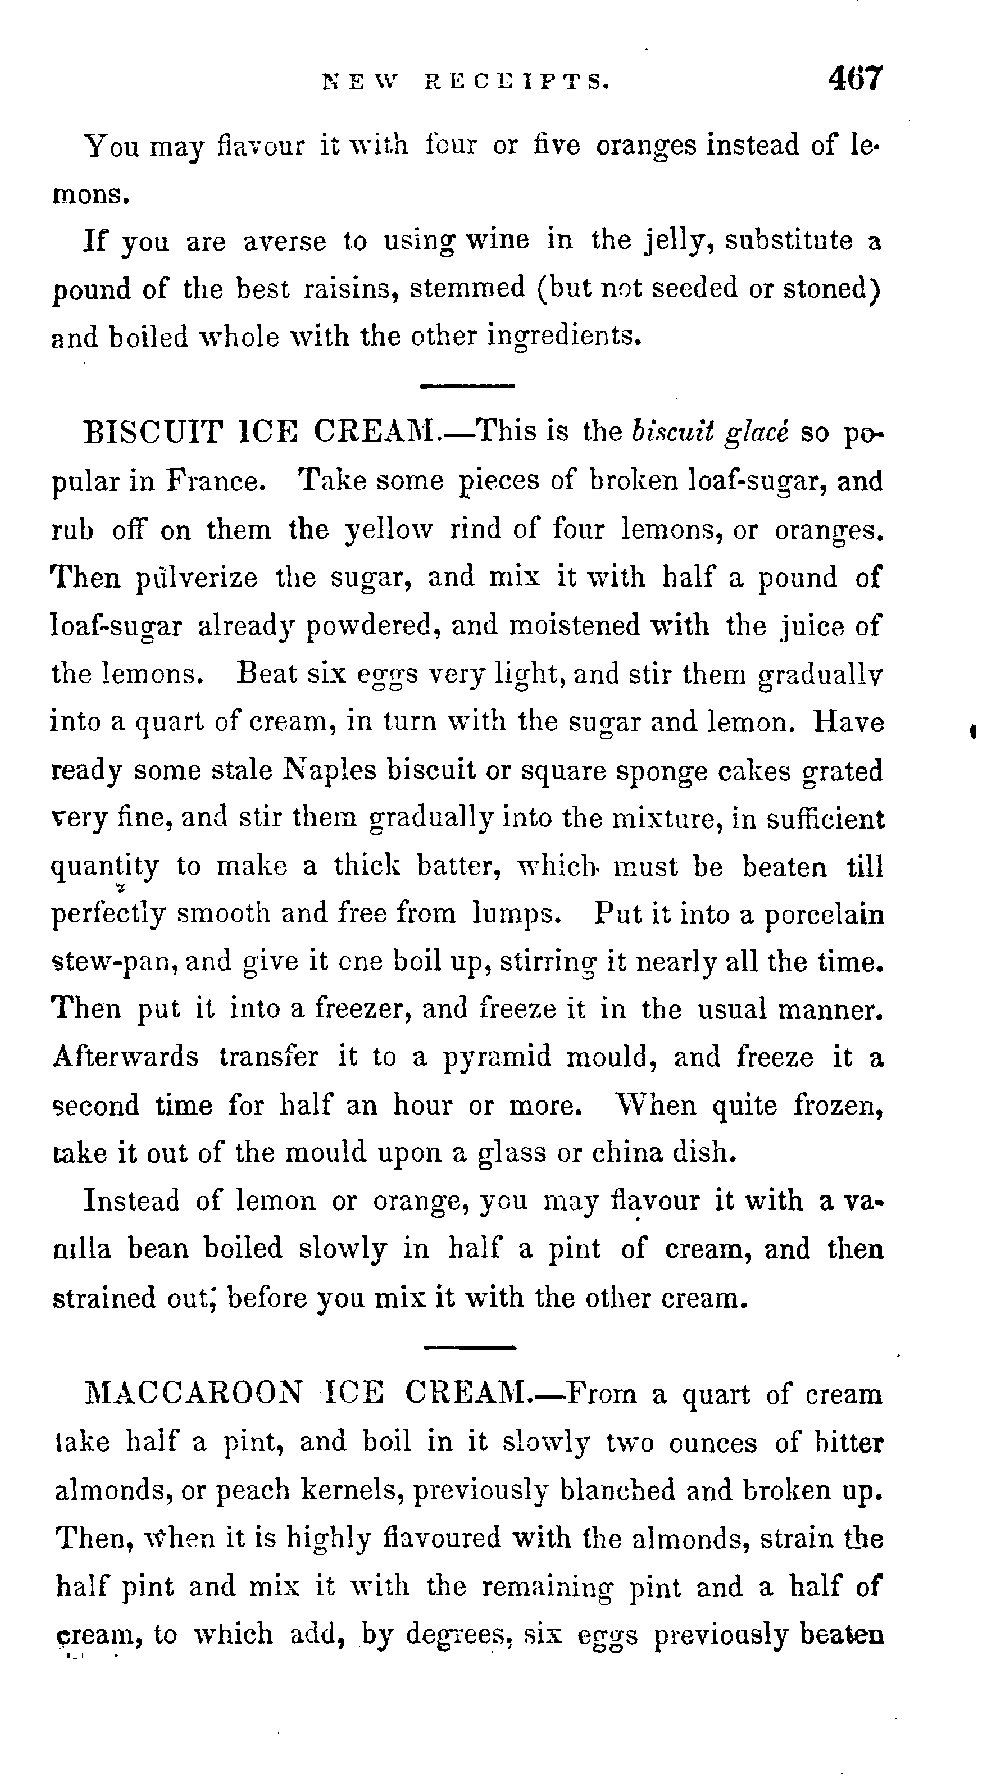 NEW RECEIPTS. 467
You may flavour it with four or five oranges instead of le-
mons.
If you are averse to using wine in the jelly, substitute a
pound of the best raisins, stemmed (but not seeded or stoned)
and boiled whole with the other ingredients.
BISCUIT ICE CREAM.—This is the biscuit glacé so po-
pular in France. Take some pieces of broken loaf-sugar, and
rub off on them the yellow rind of four lemons, or oranges.
Then pulverize the sugar, and mix it with half a pound of
loaf-sugar already powdered, and moistened with the juice of
the lemons. Beat six eggs very light, and stir them gradually
into a quart of cream, in turn with the sugar and lemon. Have
ready some stale Naples biscuit or square sponge cakes grated
very fine, and stir them gradually into the mixture, in sufficient
quantity to make a thick batter, which must be beaten till
perfectly smooth and free from lumps. Put it into a porcelain
stew-pan, and give it one boil up, stirring it nearly all the time.
Then put it into a freezer, and freeze it in the usual manner.
Afterwards transfer it to a pyramid mould, and freeze it a
second time for half an hour or more. When quite frozen,
take it out of the mould upon a glass or china dish.
Instead of lemon or orange, you may flavour it with a va-
nilla bean boiled slowly in half a pint of cream, and then
strained out; before you mix it with the other cream.
MACCAROON ICE CREAM.—From a quart of cream
take half a pint, and boil in it slowly two ounces of bitter
almonds, or peach kernels, previously blanched and broken up.
Then, when it is highly flavoured with the almonds, strain the
half pint and mix it with the remaining pint and a half of
cream, to which add, by degrees, six eggs previously beaten